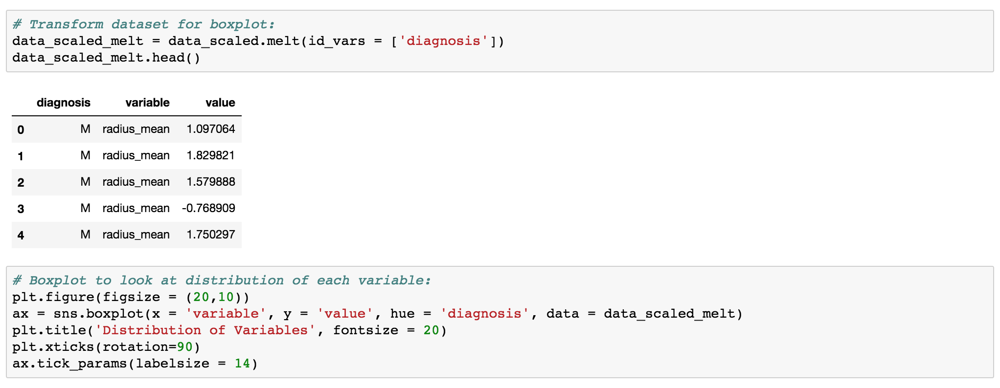 # Transform dataset for boxplot:
data_scaled_melt = data_scaled.melt(id_vars = ['diagnosis'])
data_scaled_melt.head()
diagnosis variable value
0 M radius_mean 1.097064
1 M radius_mean 1.829821
2 M radius_mean 1.579888
3 M radius_mean -0.768909
4 M radius_mean 1.750297
# Boxplot to look at distribution of each variable:
plt.figure(figsize = (20,10))
ax = sns.boxplot(x = 'variable', y = 'value', hue = 'diagnosis', data = data_scaled_melt)
plt.title('Distribution of Variables', fontsize = 20)
plt.xticks(rotation=90)
ax.tick_params(labelsize = 14)